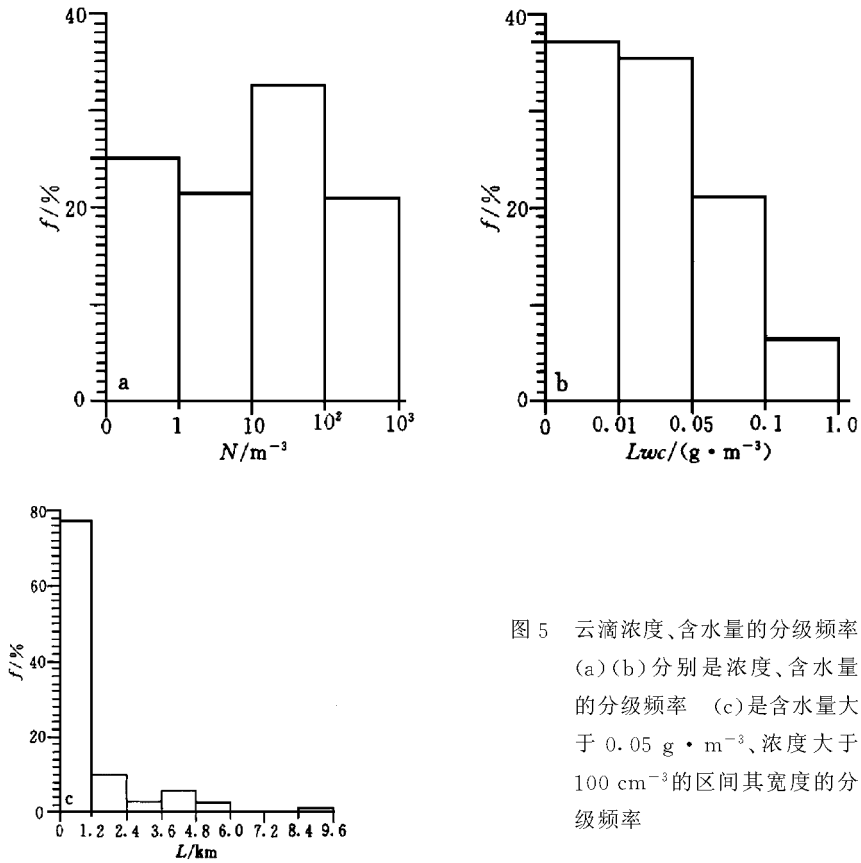 40
20
0
f/%
a
0 1 10 10² 10³
N/m⁻³
40
20
0
f/%
b
0 0.01 0.05 0.1 1.0
Lwc/(g·m⁻³)
80
60
40
20
0
f/%
c
0 1.2 2.4 3.6 4.8 6.0 7.2 8.4 9.6
L/km
图 5 云滴浓度、含水量的分级频率
(a)(b)分别是浓度、含水量
的分级频率 (c)是含水量大
于 0.05 g·m⁻³、浓度大于
100 cm⁻³的区间其宽度的分
级频率